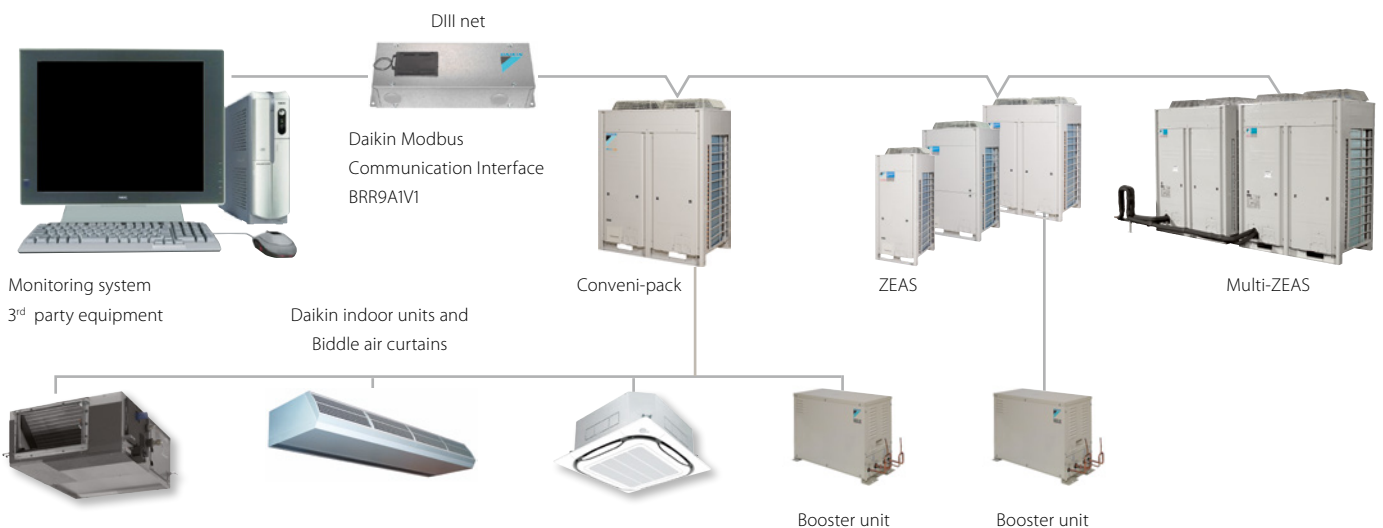 DIII net
Daikin Modbus
Communication Interface
BRR9A1V1
Monitoring system
3rd party equipment
Conveni-pack
ZEAS
Multi-ZEAS
Daikin indoor units and
Biddle air curtains
Booster unit
Booster unit